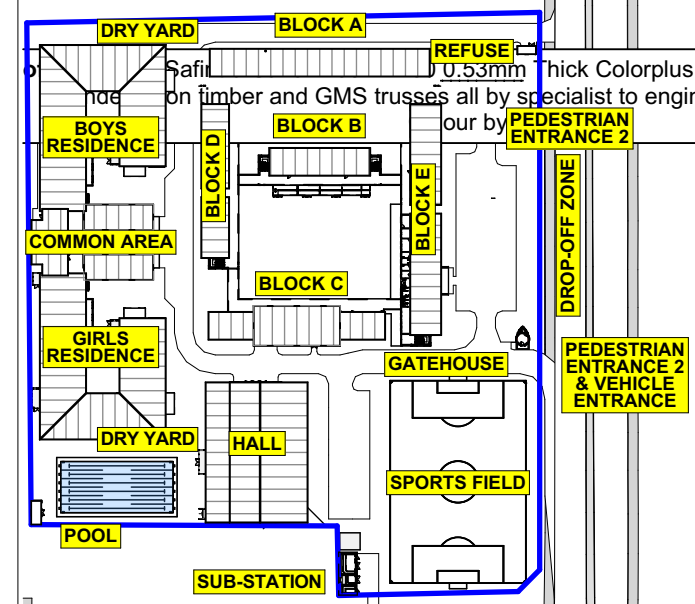 BLOCK A
DRY YARD
REFUSE
0.53mm Thick Colorplus
on timber and GMS trusses all by specialist to engin
our by
BOYS
RESIDENCE
BLOCK D
BLOCK B
BLOCK E
PEDESTRIAN
ENTRANCE 2
DROP-OFF ZONE
COMMON AREA
BLOCK C
GIRLS
RESIDENCE
GATEHOUSE
PEDESTRIAN
ENTRANCE 2
& VEHICLE
ENTRANCE
DRY YARD
HALL
SPORTS FIELD
POOL
SUB-STATION